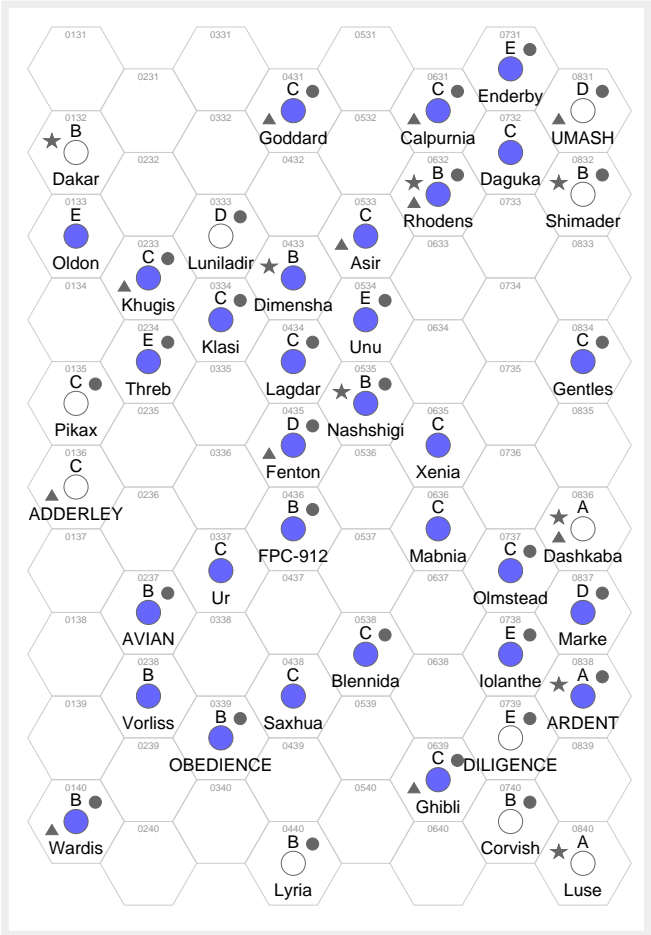 0131
0331
0531
0731
E
Enderby
0231
0431
C
Goddard
0631
C
Calpurnia
0831
D
UMASH
0132
B
Dakar
0332
0532
0732
C
Daguka
0232
0432
0632
B
Rhodens
0832
B
Shimader
0133
E
Oldon
0333
D
Luniladir
0533
C
Asir
0733
0233
C
Khugis
0433
B
Dimensha
0633
0833
0134
0334
C
Klasi
0534
E
Unu
0734
0234
E
Threb
0434
C
Lagdar
0634
0834
C
Gentles
0135
C
Pikax
0335
0535
B
Nashshigi
0735
0235
0435
D
Fenton
0635
C
Xenia
0835
0136
C
ADDERLEY
0336
0536
0736
0236
0436
B
FPC-912
0636
C
Mabnia
0836
A
Dashkaba
0137
0337
C
Ur
0537
0737
C
Olmstead
0237
B
AVIAN
0437
0637
0837
D
Marke
0138
0338
0538
C
Blennida
0738
E
Iolanthe
0238
B
Vorliss
0438
C
Saxhua
0638
0838
A
ARDENT
0139
0339
B
OBEDIENCE
0539
0739
E
DILIGENCE
0239
0439
0639
C
Ghibli
0839
0140
B
Wardis
0340
0540
0740
B
Corvish
0240
0440
B
Lyria
0640
0840
A
Luse